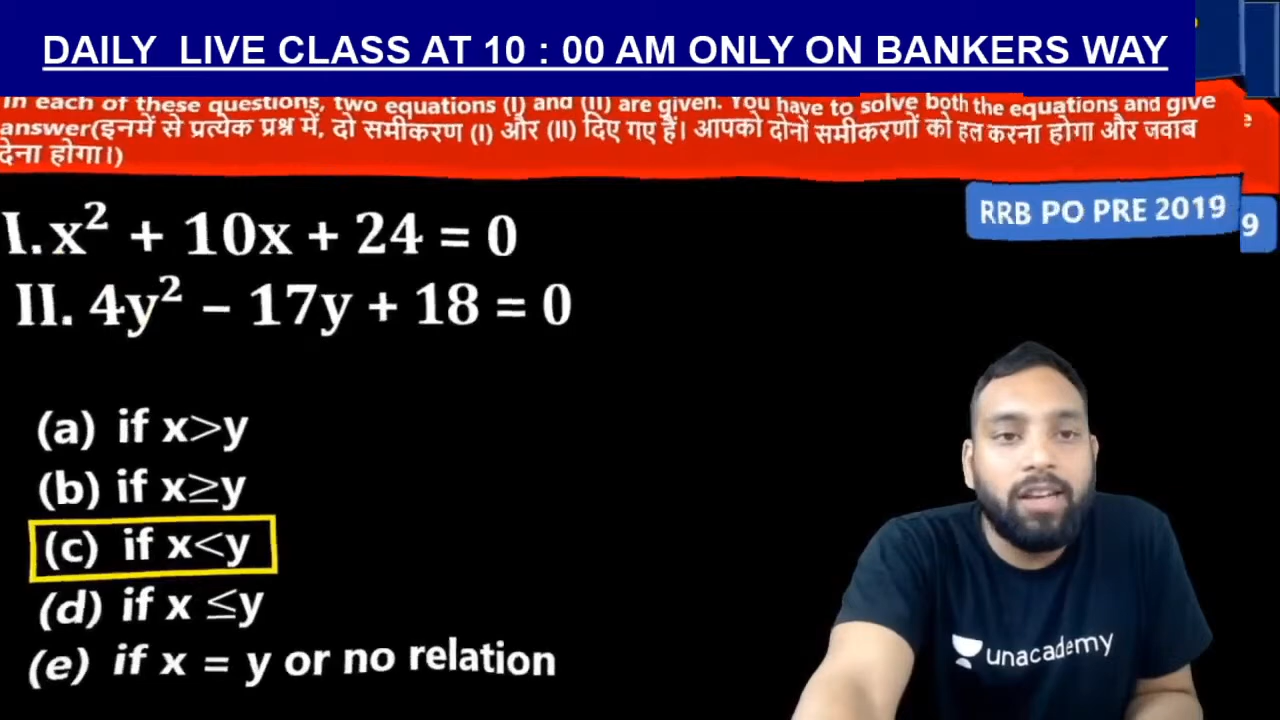 DAILY LIVE CLASS AT 10 : 00 AM ONLY ON BANKERS WAY
In each of these questions, two equations (I) and (II) are given. You have to solve both the equations and give
answer(इनमें से प्रत्येक प्रश्न में, दो समीकरण (I) और (II) दिए गए हैं। आपको दोनों समीकरणों को हल करना होगा और जवाब
देना होगा।)
RRB PO PRE 2019
9
I. x² + 10x + 24 = 0
II. 4y² – 17y + 18 = 0
(a) if x>y
(b) if x≥y
(c) if x<y
(d) if x ≤y
(e) if x = y or no relation
unacademy